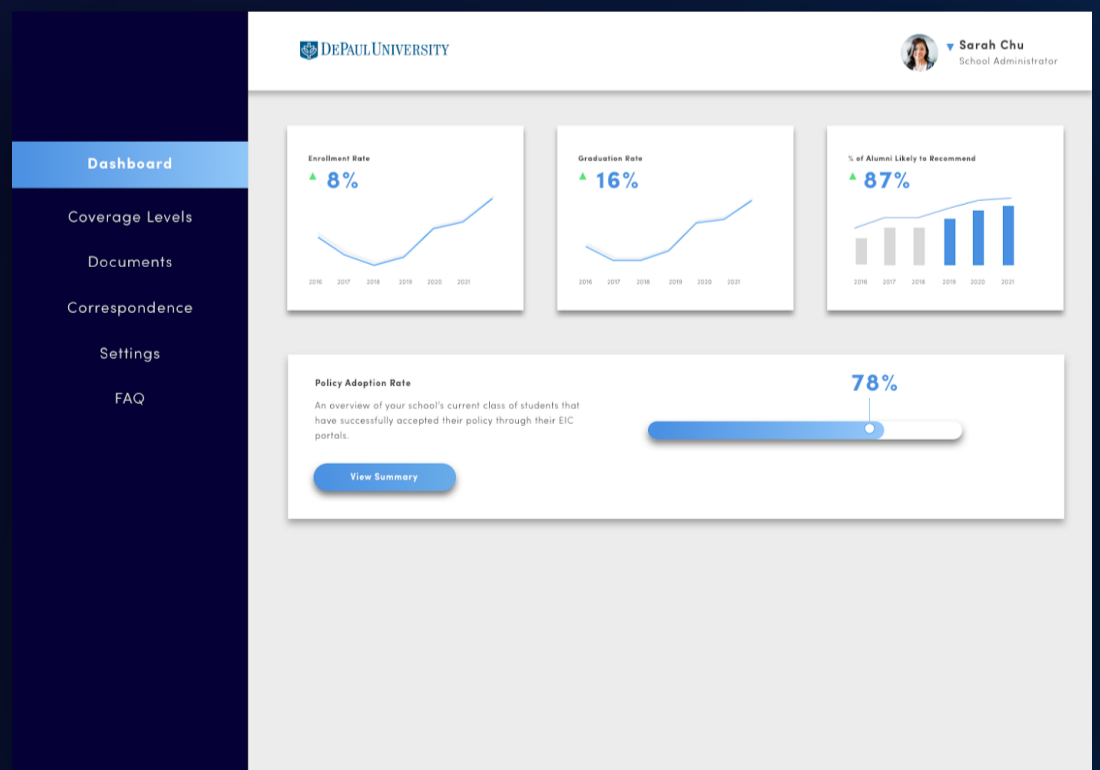 DEPAUL UNIVERSITY
Sarah Chu
School Administrator
Dashboard
Coverage Levels
Documents
Correspondence
Settings
FAQ
Enrollment Rate
8%
2016 2017 2018 2019 2020 2021
Graduation Rate
16%
2016 2017 2018 2019 2020 2021
% of Alumni Likely to Recommend
87%
2016 2017 2018 2019 2020 2021
Policy Adoption Rate
An overview of your school's current class of students that
have successfully accepted their policy through their EIC
portals.
View Summary
78%